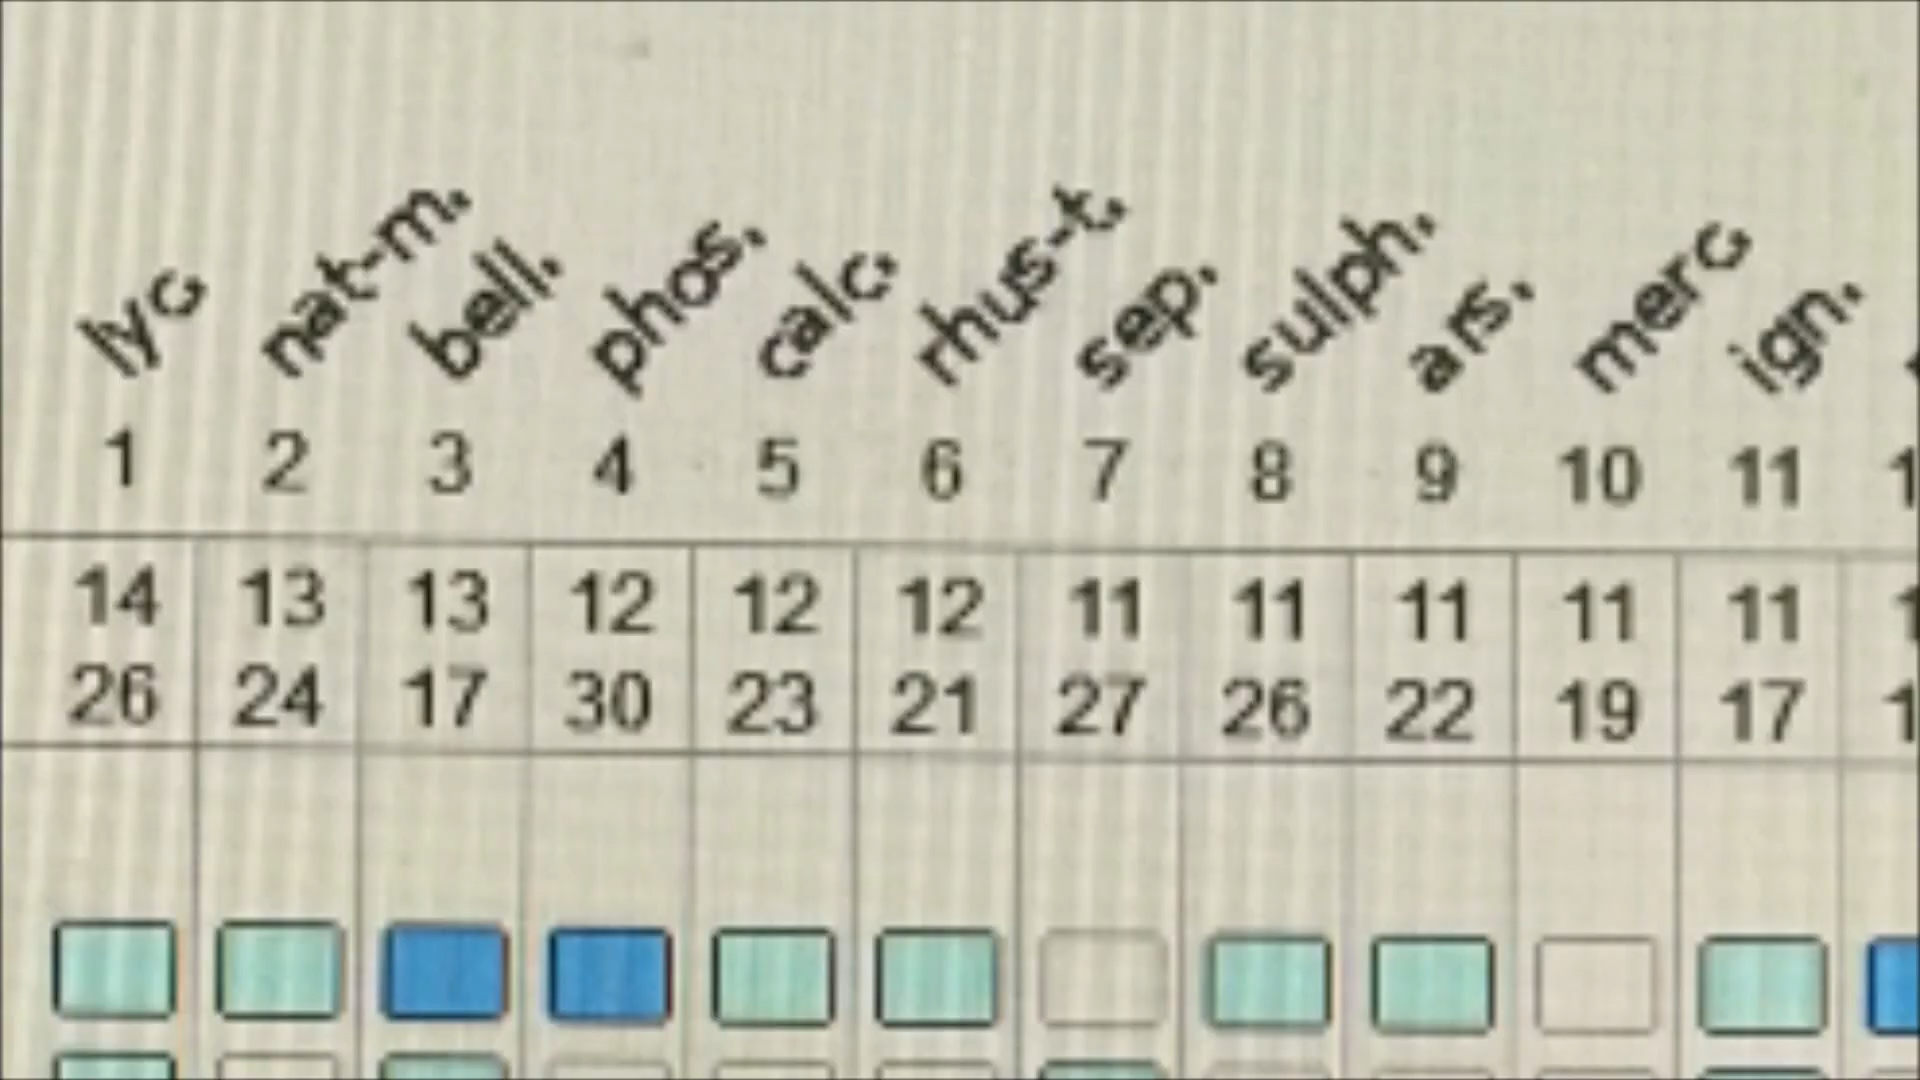 lyc nat-m. bell. phos. calc. rhus-t. sep. sulph. ars. merc ign.
1 2 3 4 5 6 7 8 9 10 11
14 13 13 12 12 12 11 11 11 11 11
26 24 17 30 23 21 27 26 22 19 17